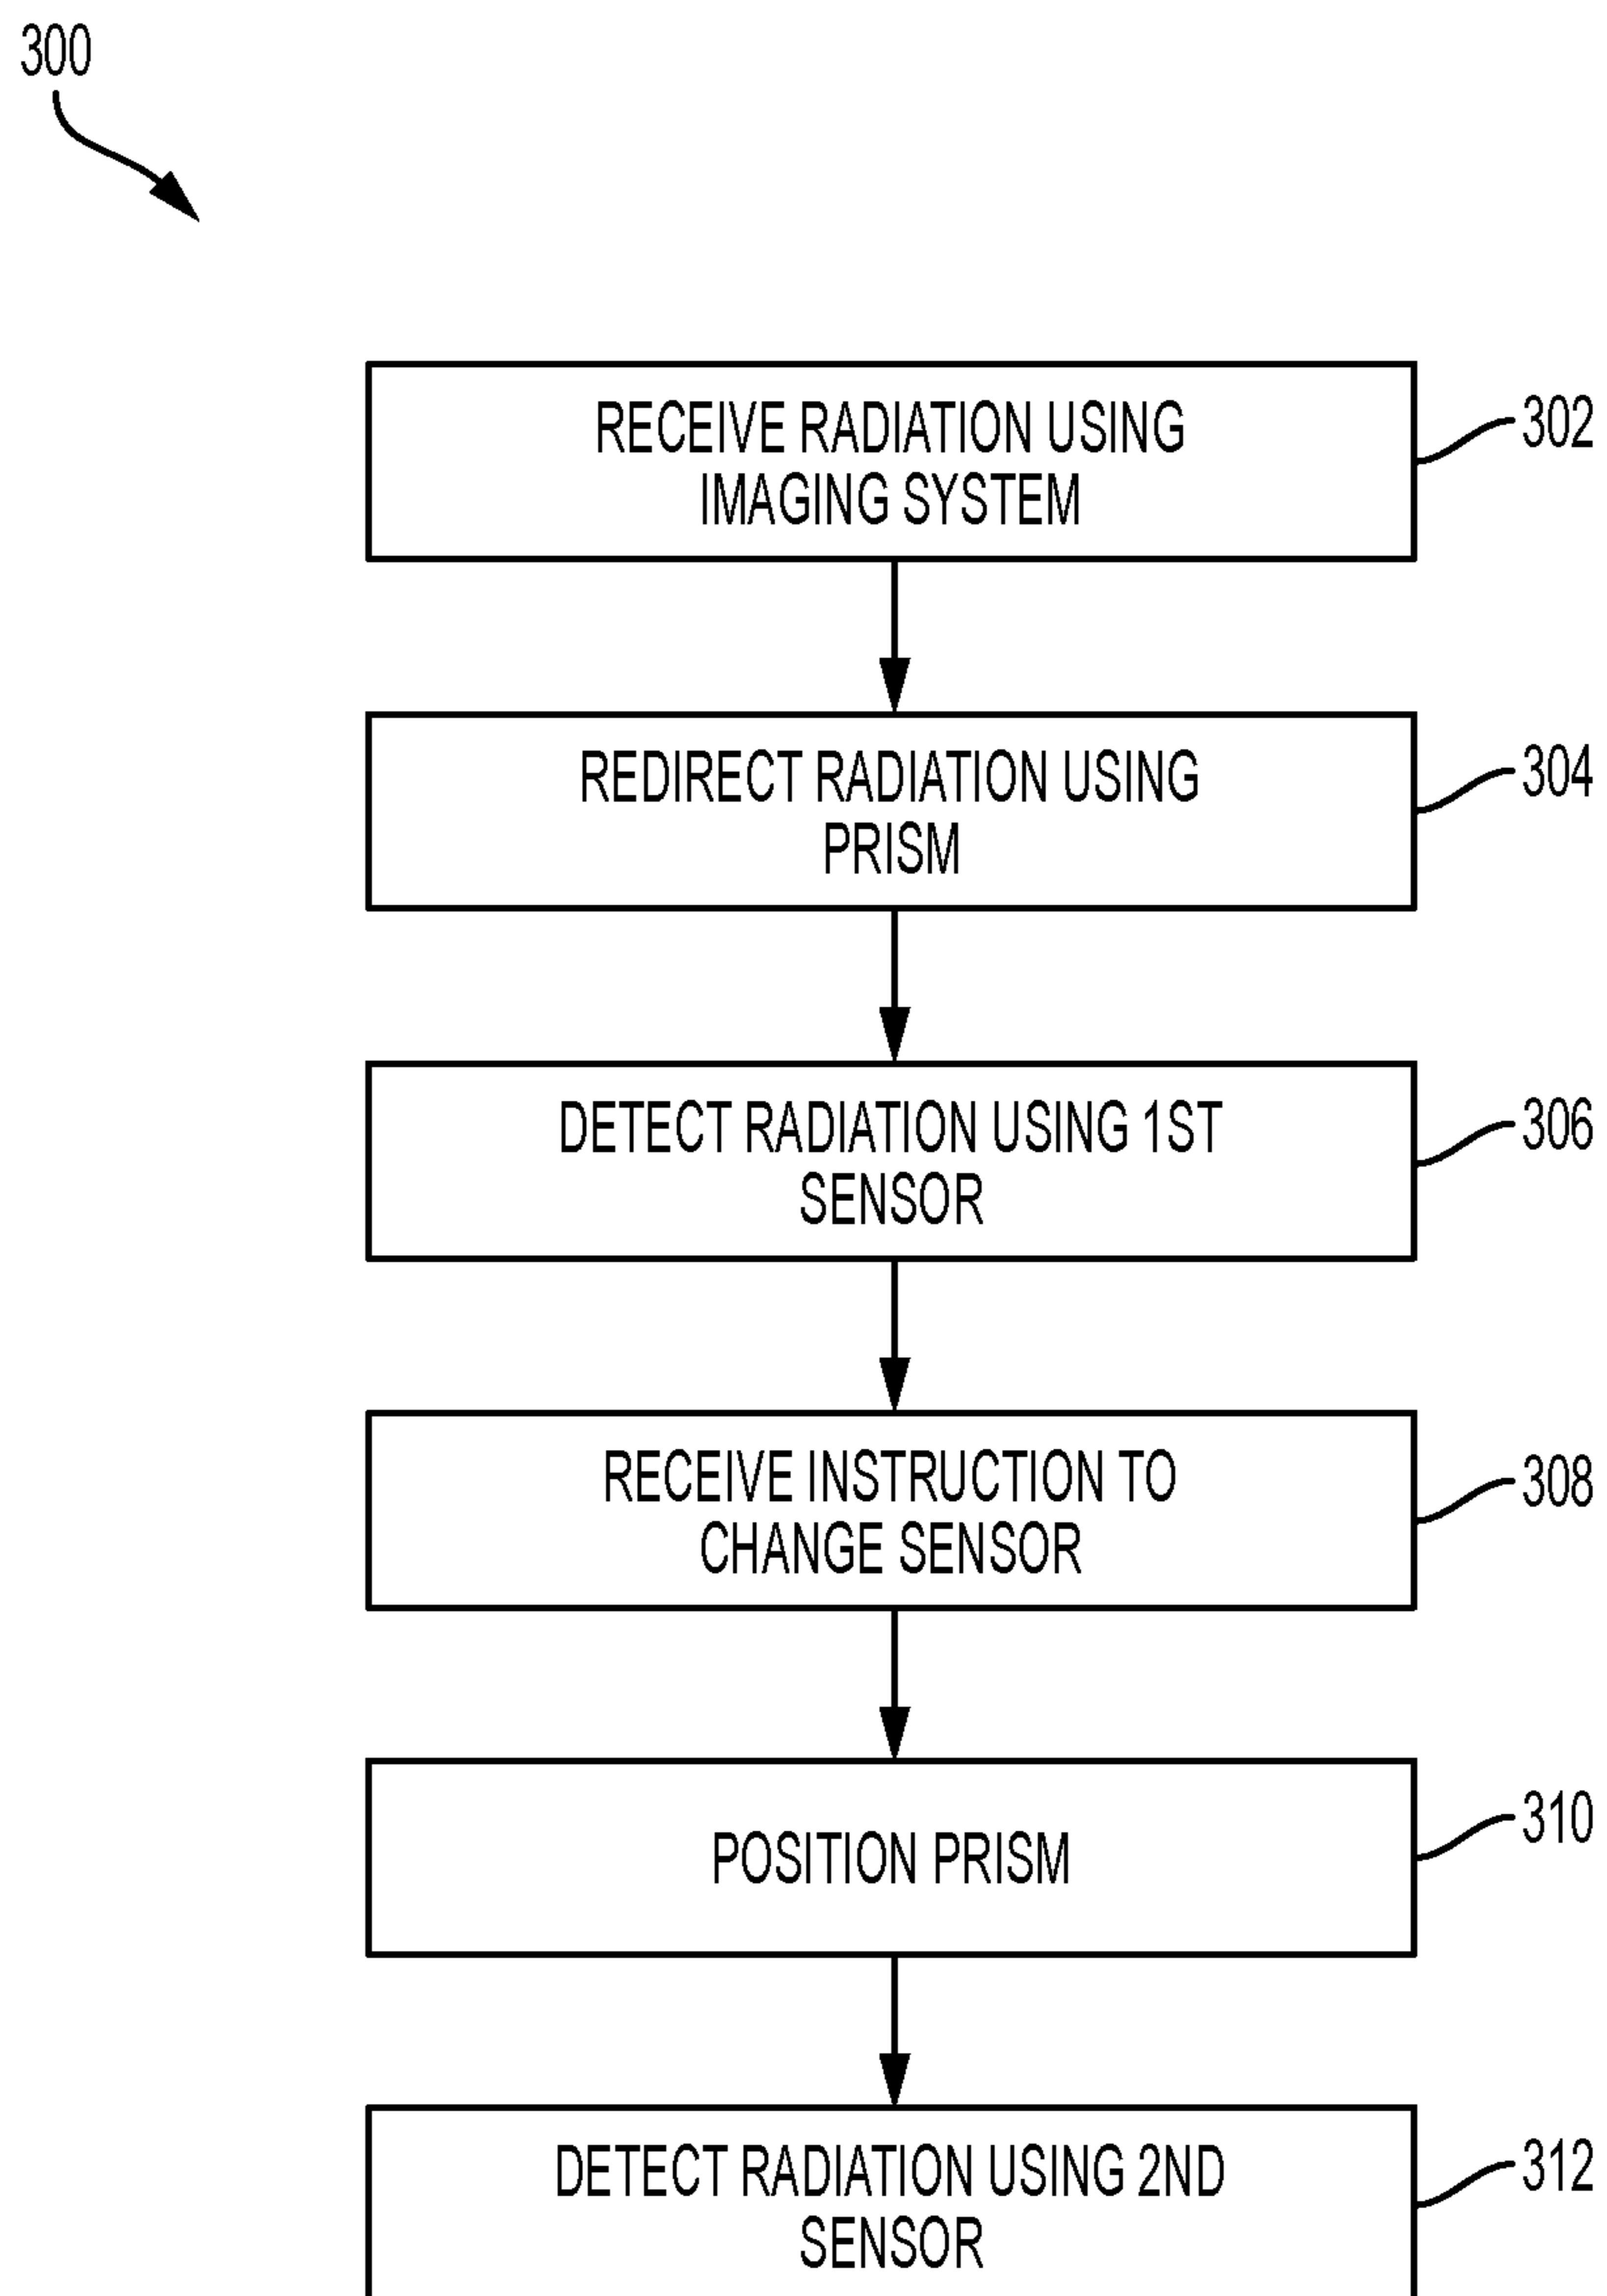 300
RECEIVE RADIATION USING
IMAGING SYSTEM
302
REDIRECT RADIATION USING
PRISM
304
DETECT RADIATION USING 1ST
SENSOR
306
RECEIVE INSTRUCTION TO
CHANGE SENSOR
308
POSITION PRISM
310
DETECT RADIATION USING 2ND
SENSOR
312